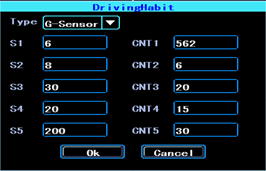 DrivingHabit
Type G-Sensor
S1 6 CNT1 562
S2 8 CNT2 6
S3 30 CNT3 20
S4 20 CNT4 15
S5 200 CNT5 30
Ok Cancel